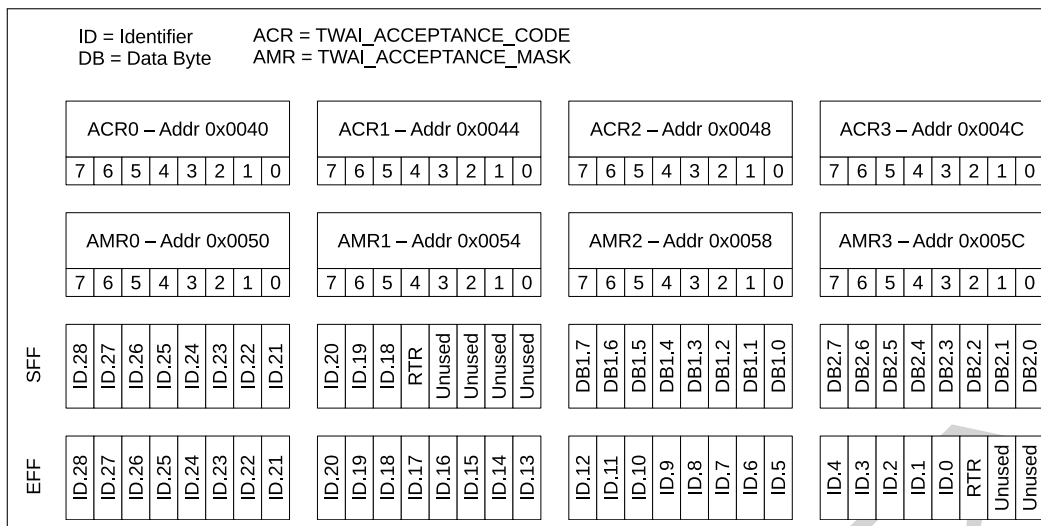 ID = Identifier ACR = TWAI_ACCEPTANCE_CODE
DB = Data Byte AMR = TWAI_ACCEPTANCE_MASK
ACR0 – Addr 0x0040 ACR1 – Addr 0x0044 ACR2 – Addr 0x0048 ACR3 – Addr 0x004C
7 6 5 4 3 2 1 0 7 6 5 4 3 2 1 0 7 6 5 4 3 2 1 0 7 6 5 4 3 2 1 0
AMR0 – Addr 0x0050 AMR1 – Addr 0x0054 AMR2 – Addr 0x0058 AMR3 – Addr 0x005C
7 6 5 4 3 2 1 0 7 6 5 4 3 2 1 0 7 6 5 4 3 2 1 0 7 6 5 4 3 2 1 0
SFF ID.28 ID.27 ID.26 ID.25 ID.24 ID.23 ID.22 ID.21 ID.20 ID.19 ID.18 RTR Unused Unused Unused Unused DB1.7 DB1.6 DB1.5 DB1.4 DB1.3 DB1.2 DB1.1 DB1.0 DB2.7 DB2.6 DB2.5 DB2.4 DB2.3 DB2.2 DB2.1 DB2.0
EFF ID.28 ID.27 ID.26 ID.25 ID.24 ID.23 ID.22 ID.21 ID.20 ID.19 ID.18 ID.17 ID.16 ID.15 ID.14 ID.13 ID.12 ID.11 ID.10 ID.9 ID.8 ID.7 ID.6 ID.5 ID.4 ID.3 ID.2 ID.1 ID.0 RTR Unused Unused